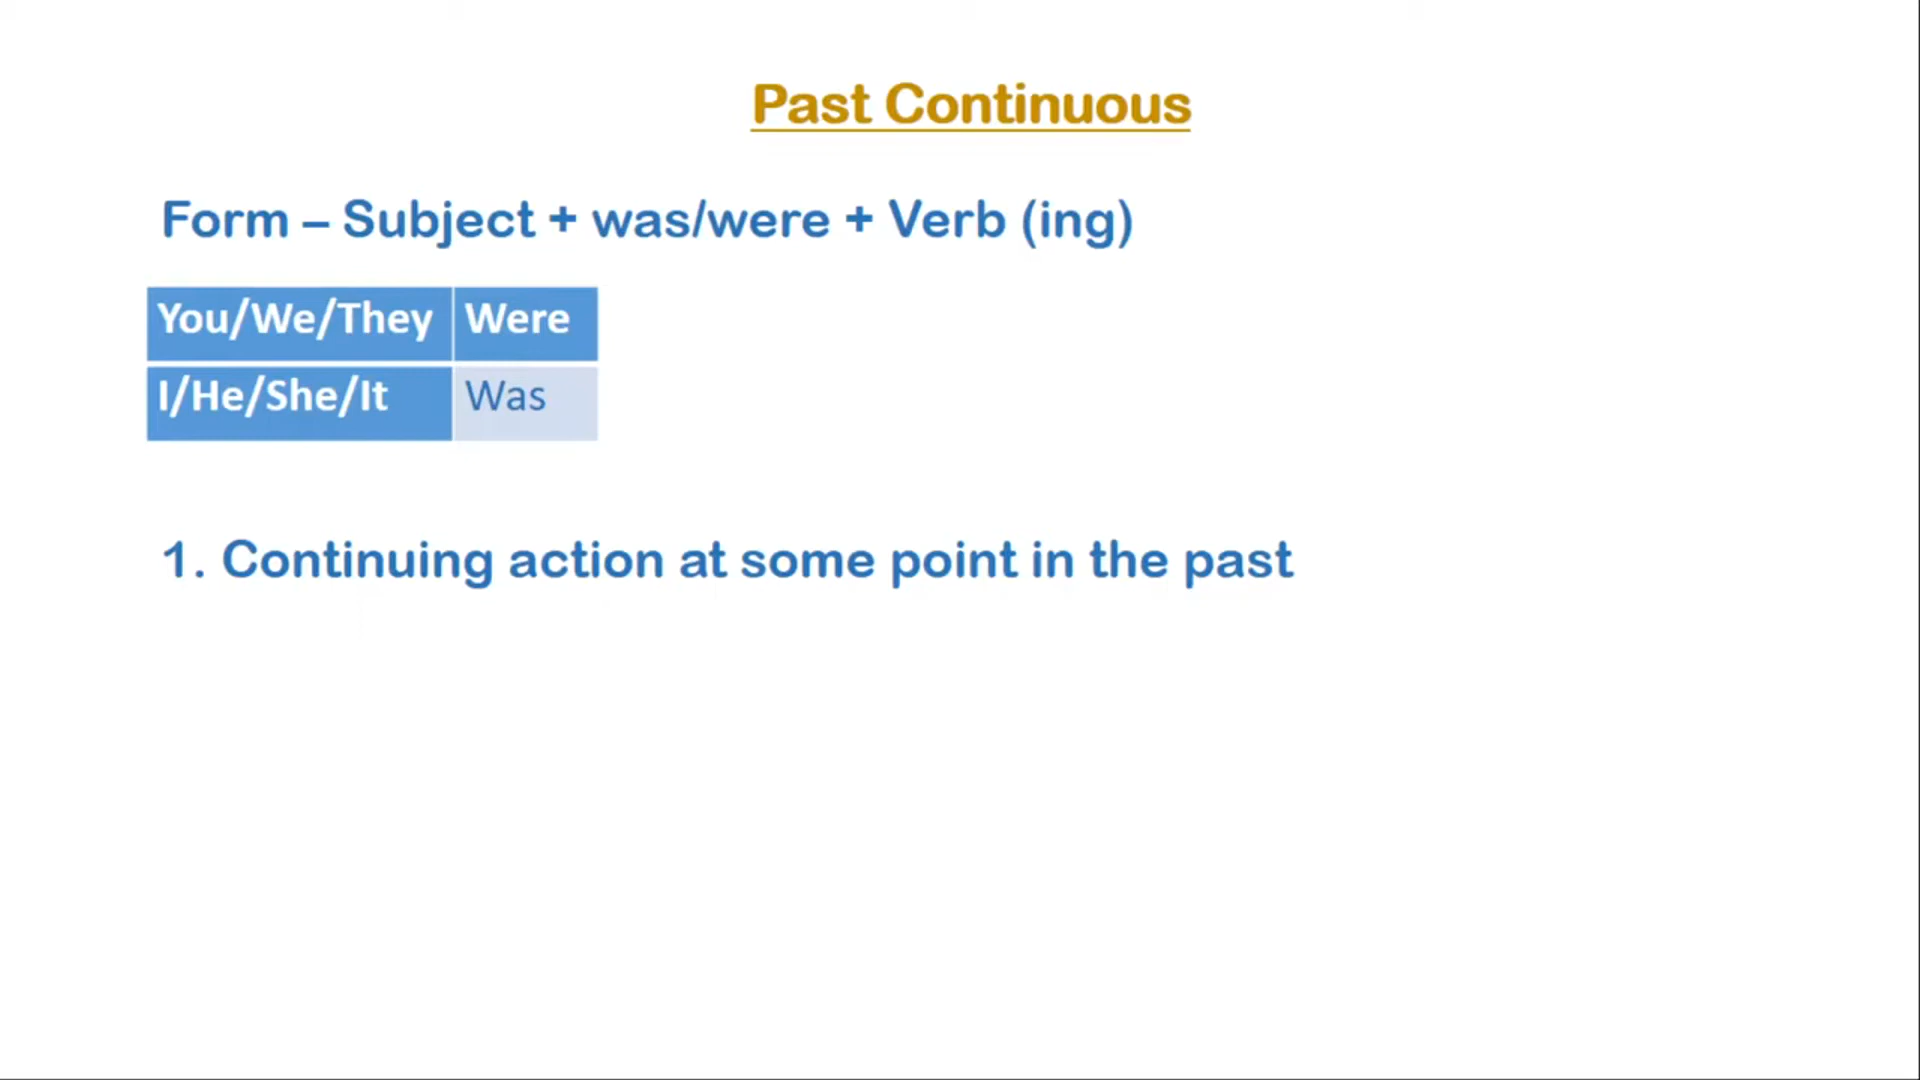 Past Continuous
Form – Subject + was/were + Verb (ing)
You/We/They Were
I/He/She/It Was
1. Continuing action at some point in the past